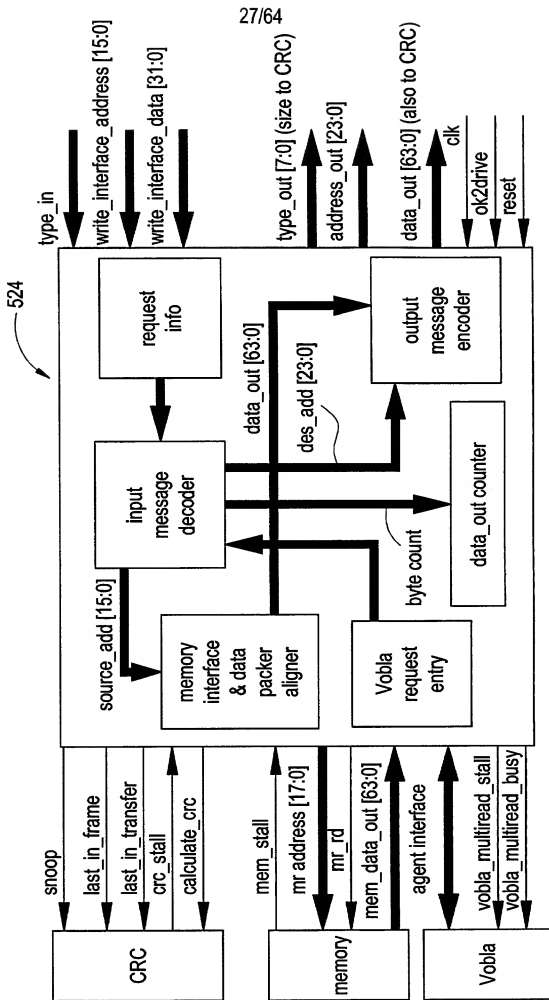 27/64
524
type_in
write_interface_address [15:0]
write_interface_data [31:0]
type_out [7:0] (size to CRC)
address_out [23:0]
data_out [63:0] (also to CRC)
clk
ok2drive
reset
request
info
input
message
decoder
output
message
encoder
data_out [63:0]
des_add [23:0]
source_add [15:0]
memory
interface
& data
packer
aligner
Vobla
request
entry
byte count
data_out counter
snoop
last_in_frame
last_in_transfer
crc_stall
calculate_crc
mem_stall
mr address [17:0]
mr_rd
mem_data_out [63:0]
agent interface
vobla_multiread_stall
vobla_multiread_busy
CRC
memory
Vobla